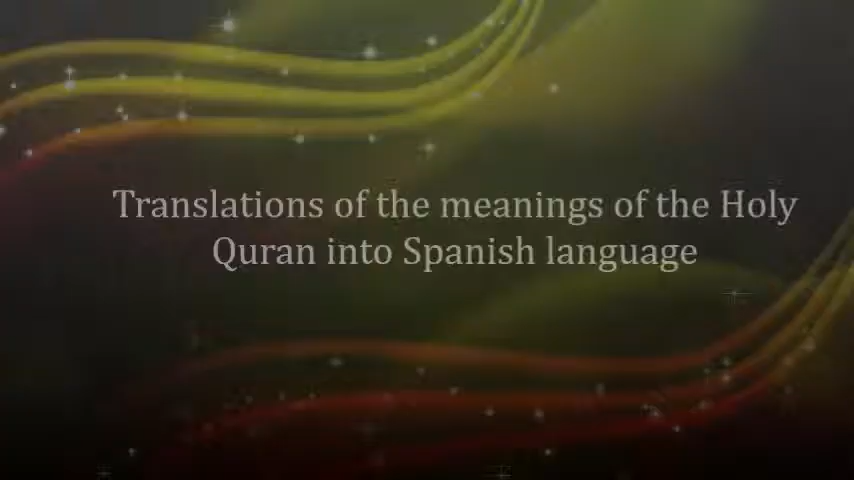 Translations of the meanings of the Holy
Quran into Spanish language